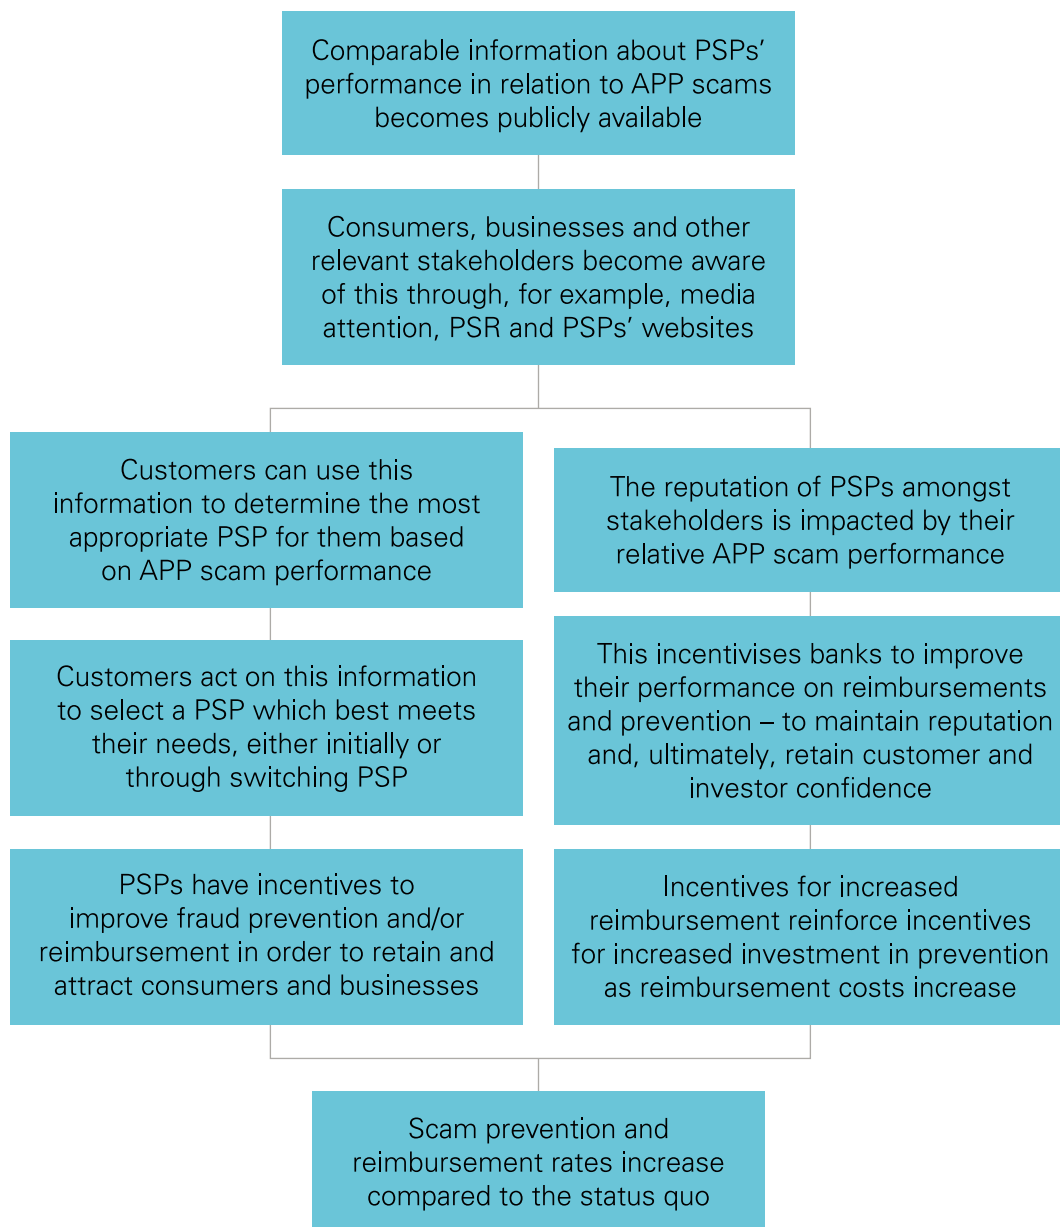 Comparable information about PSPs’
performance in relation to APP scams
becomes publicly available
Consumers, businesses and other
relevant stakeholders become aware
of this through, for example, media
attention, PSR and PSPs’ websites
Customers can use this
information to determine the most
appropriate PSP for them based
on APP scam performance
Customers act on this information
to select a PSP which best meets
their needs, either initially or
through switching PSP
PSPs have incentives to
improve fraud prevention and/or
reimbursement in order to retain and
attract consumers and businesses
The reputation of PSPs amongst
stakeholders is impacted by their
relative APP scam performance
This incentivises banks to improve
their performance on reimbursements
and prevention – to maintain reputation
and, ultimately, retain customer and
investor confidence
Incentives for increased
reimbursement reinforce incentives
for increased investment in prevention
as reimbursement costs increase
Scam prevention and
reimbursement rates increase
compared to the status quo